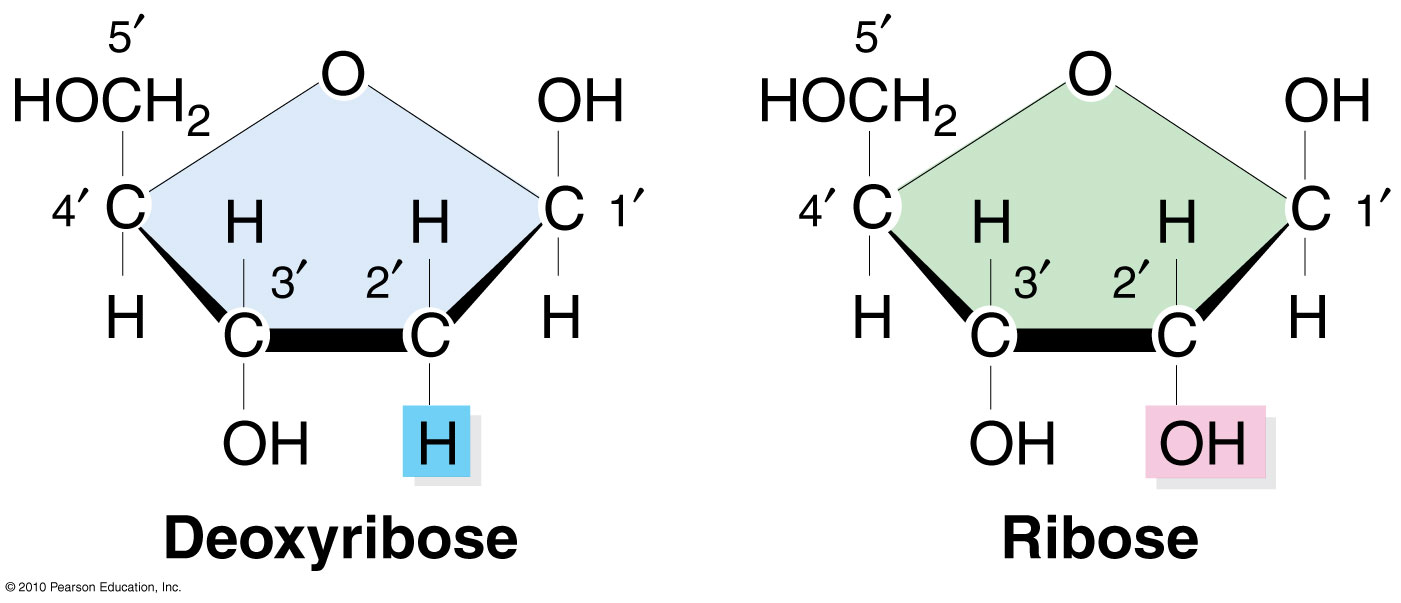 5′ 5′
HOCH2 O OH HOCH2 O OH
4′ C H H C 1′ 4′ C H H C 1′
3′ 2′ 3′ 2′
H C C H H C C H
OH H OH OH
Deoxyribose Ribose
© 2010 Pearson Education, Inc.